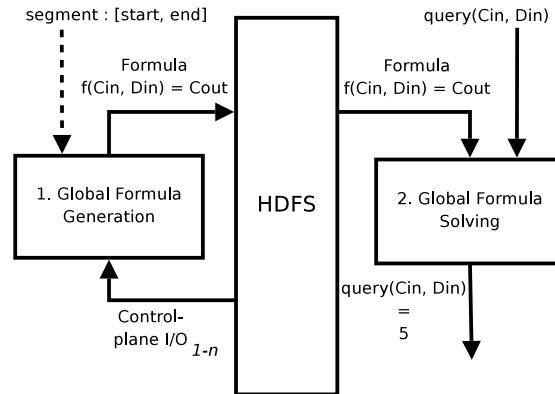 segment : [start, end]
query(Cin, Din)
Formula
f(Cin, Din) = Cout
Formula
f(Cin, Din) = Cout
1. Global Formula
Generation
HDFS
2. Global Formula
Solving
Control-
plane I/O 1-n
query(Cin, Din)
=
5